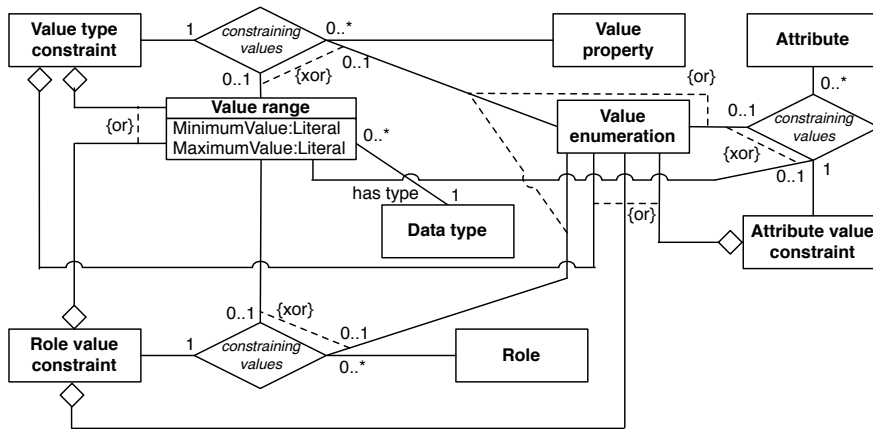 Value type
constraint
1
constraining
values
0..*
Value
property
Attribute
0..1
{xor}
0..1
{or}
0..*
Value range
MinimumValue:Literal
MaximumValue:Literal
{or}
0..*
Value
enumeration
0..1
constraining
values
{xor}
0..1
1
has type
1
Data type
{or}
Attribute value
constraint
0..1
{xor}
0..1
Role value
constraint
1
constraining
values
0..*
Role